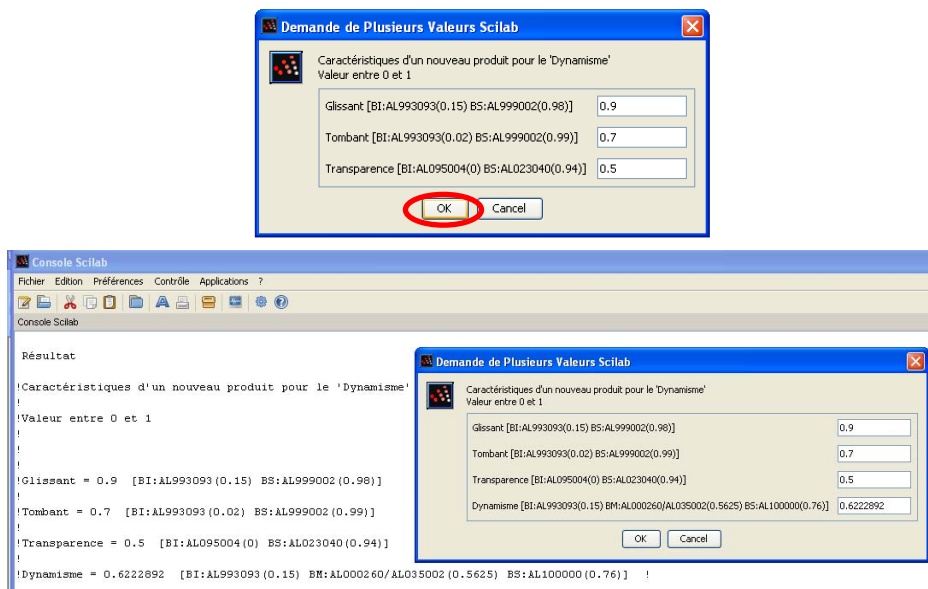 Demande de Plusieurs Valeurs Scilab
Caractéristiques d'un nouveau produit pour le 'Dynamisme'
Valeur entre 0 et 1
Glissant [BI:AL993093(0.15) BS:AL999002(0.98)] 0.9
Tombant [BI:AL993093(0.02) BS:AL999002(0.99)] 0.7
Transparence [BI:AL095004(0) BS:AL023040(0.94)] 0.5
OK Cancel
Console Scilab
Fichier Edition Préférences Contrôle Applications ?
Console Scilab
Résultat
!Caractéristiques d'un nouveau produit pour le 'Dynamisme'
!
!Valeur entre 0 et 1
!
!
!
!Glissant = 0.9 [BI:AL993093(0.15) BS:AL999002(0.98)]
!
!Tombant = 0.7 [BI:AL993093(0.02) BS:AL999002(0.99)]
!
!Transparence = 0.5 [BI:AL095004(0) BS:AL023040(0.94)]
!
!Dynamisme = 0.6222892 [BI:AL993093(0.15) BM:AL000260/AL035002(0.5625) BS:AL100000(0.76)] !
Demande de Plusieurs Valeurs Scilab
Caractéristiques d'un nouveau produit pour le 'Dynamisme'
Valeur entre 0 et 1
Glissant [BI:AL993093(0.15) BS:AL999002(0.98)] 0.9
Tombant [BI:AL993093(0.02) BS:AL999002(0.99)] 0.7
Transparence [BI:AL095004(0) BS:AL023040(0.94)] 0.5
Dynamisme [BI:AL993093(0.15) BM:AL000260/AL035002(0.5625) BS:AL100000(0.76)] 0.6222892
OK Cancel